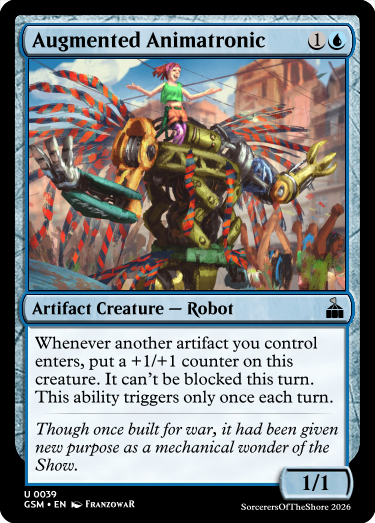 Augmented Animatronic 1
Artifact Creature — Robot
Whenever another artifact you control
enters, put a +1/+1 counter on this
creature. It can't be blocked this turn.
This ability triggers only once each turn.
Though once built for war, it had been given
new purpose as a mechanical wonder of the
Show.
1/1
U 0039
GSM • EN FranzowaR
SorcerersOfTheShore 2026